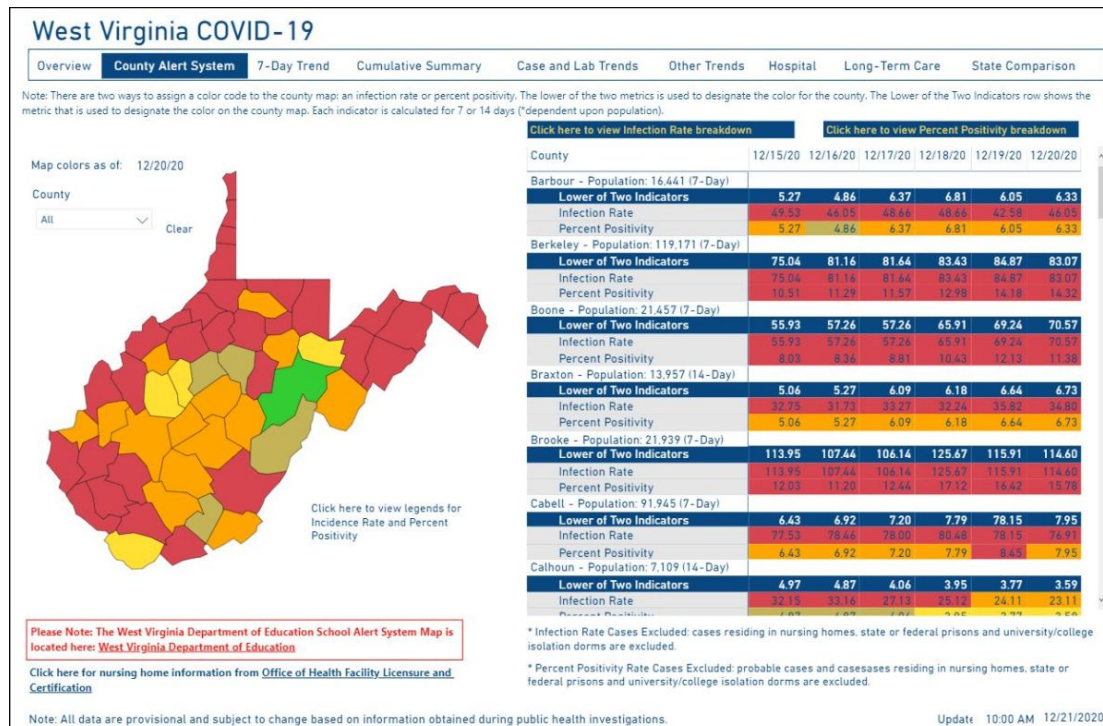 West Virginia COVID-19
Overview County Alert System 7-Day Trend Cumulative Summary Case and Lab Trends Other Trends Hospital Long-Term Care State Comparison
Note: There are two ways to assign a color code to the county map: an infection rate or percent positivity. The lower of the two metrics is used to designate the color for the county. The Lower of the Two Indicators row shows the
metric that is used to designate the color on the county map. Each indicator is calculated for 7 or 14 days (*dependent upon population).
Map colors as of: 12/20/20
County
All
Clear
Click here to view legends for
Incidence Rate and Percent
Positivity
Click here to view Infection Rate breakdown Click here to view Percent Positivity breakdown
County 12/15/20 12/16/20 12/17/20 12/18/20 12/19/20 12/20/20
Barbour - Population: 16,441 (7-Day)
Lower of Two Indicators 5.27 4.86 6.37 6.81 6.05 6.33
Infection Rate 49.53 46.05 48.66 48.66 42.58 46.05
Percent Positivity 5.27 4.86 6.37 6.81 6.05 6.33
Berkeley - Population: 119,171 (7-Day)
Lower of Two Indicators 75.04 81.16 81.64 83.43 84.87 83.07
Infection Rate 75.04 81.16 81.64 83.43 84.87 83.07
Percent Positivity 10.51 11.29 11.57 12.98 14.18 14.32
Boone - Population: 21,457 (7-Day)
Lower of Two Indicators 55.93 57.26 57.26 65.91 69.24 70.57
Infection Rate 55.93 57.26 57.26 65.91 69.24 70.57
Percent Positivity 8.03 8.36 8.81 10.43 12.13 11.38
Braxton - Population: 13,957 (14-Day)
Lower of Two Indicators 5.06 5.27 6.09 6.18 6.64 6.73
Infection Rate 32.75 31.73 33.27 32.24 35.82 34.80
Percent Positivity 5.06 5.27 6.09 6.18 6.64 6.73
Brooke - Population: 21,939 (7-Day)
Lower of Two Indicators 113.95 107.44 106.14 125.67 115.91 114.60
Infection Rate 113.95 107.44 106.14 125.67 115.91 114.60
Percent Positivity 12.03 11.20 12.44 17.12 16.42 15.78
Cabell - Population: 91,945 (7-Day)
Lower of Two Indicators 6.43 6.92 7.20 7.79 78.15 7.95
Infection Rate 77.53 78.46 78.00 80.48 78.15 76.91
Percent Positivity 6.43 6.92 7.20 7.79 8.45 7.95
Calhoun - Population: 7,109 (14-Day)
Lower of Two Indicators 4.97 4.87 4.06 3.95 3.77 3.59
Infection Rate 32.15 33.16 27.13 25.12 24.11 23.11
Please Note: The West Virginia Department of Education School Alert System Map is
located here: West Virginia Department of Education
Click here for nursing home information from Office of Health Facility Licensure and
Certification
* Infection Rate Cases Excluded: cases residing in nursing homes, state or federal prisons and university/college
isolation dorms are excluded.
* Percent Positivity Rate Cases Excluded: probable cases and casesases residing in nursing homes, state or
federal prisons and university/college isolation dorms are excluded.
Note: All data are provisional and subject to change based on information obtained during public health investigations.
Update 10:00 AM 12/21/2020